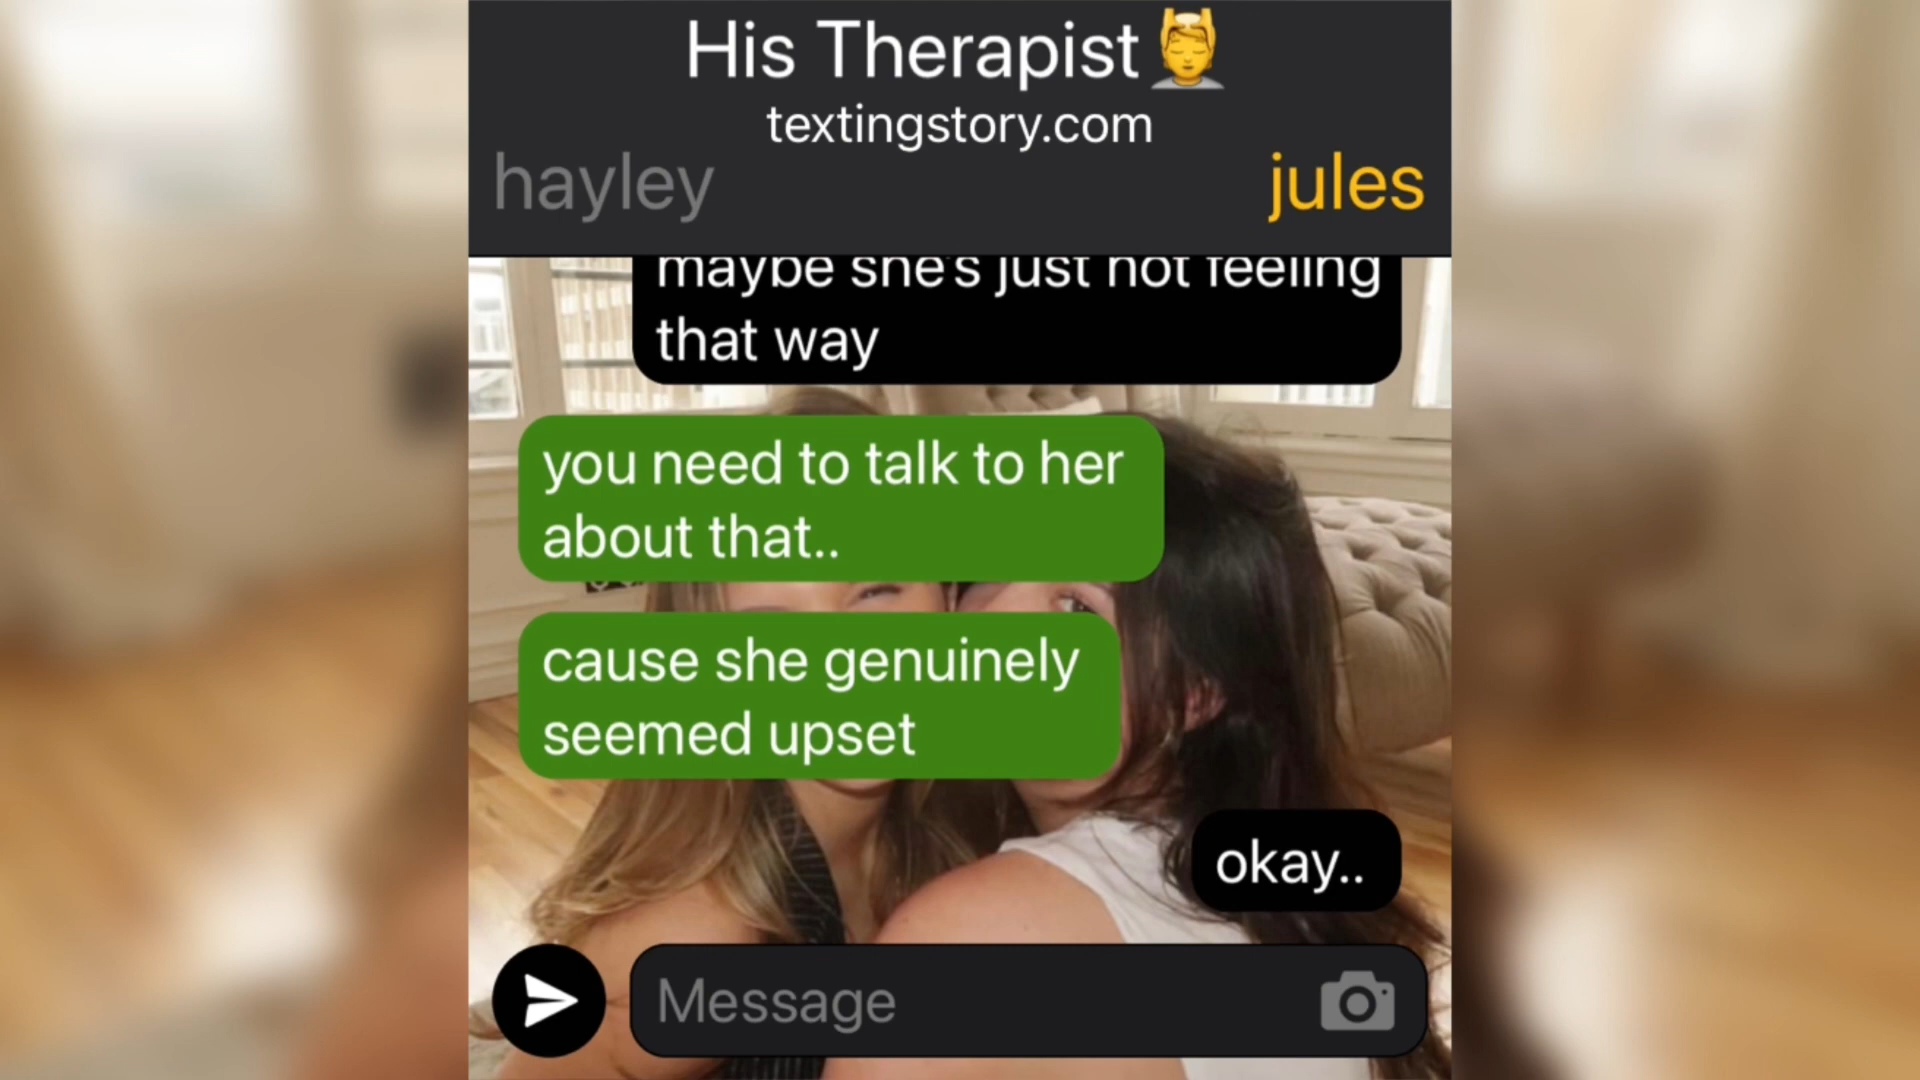 His Therapist
textingstory.com
hayley
jules
maybe she's just not feeling
that way
you need to talk to her
about that..
cause she genuinely
seemed upset
okay..
Message